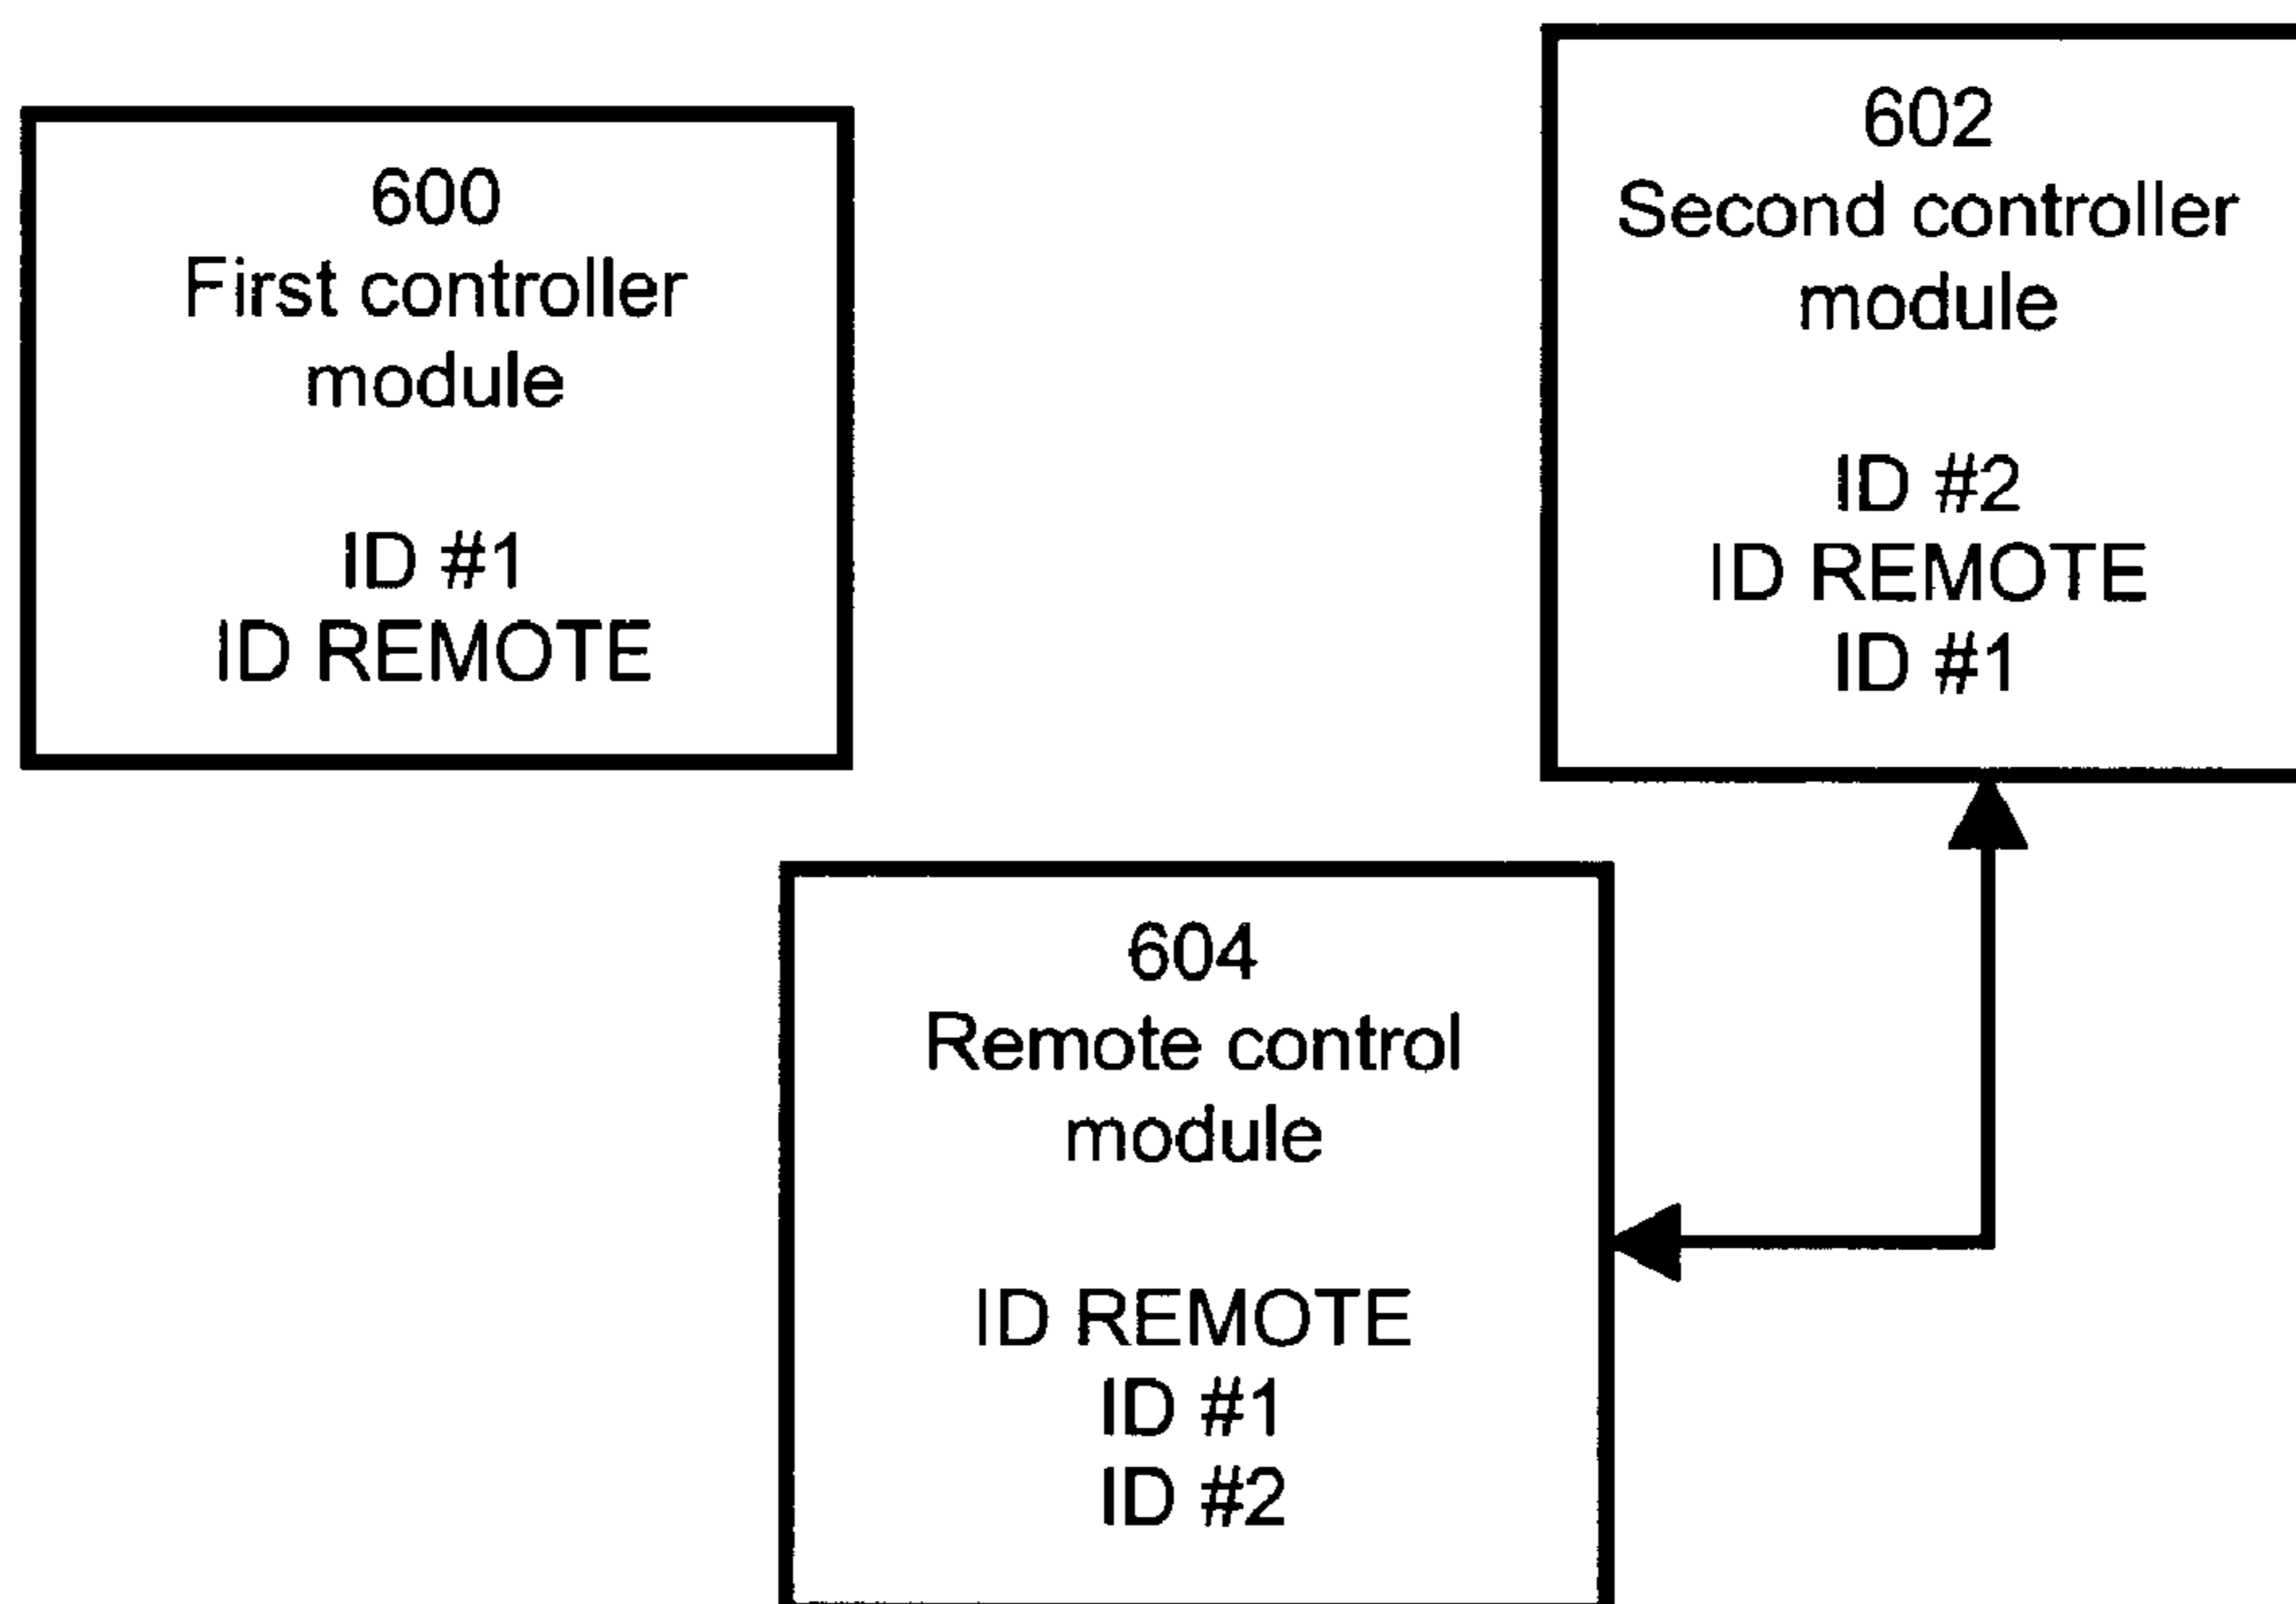 600
First controller
module
ID #1
ID REMOTE
602
Second controller
module
ID #2
ID REMOTE
ID #1
604
Remote control
module
ID REMOTE
ID #1
ID #2